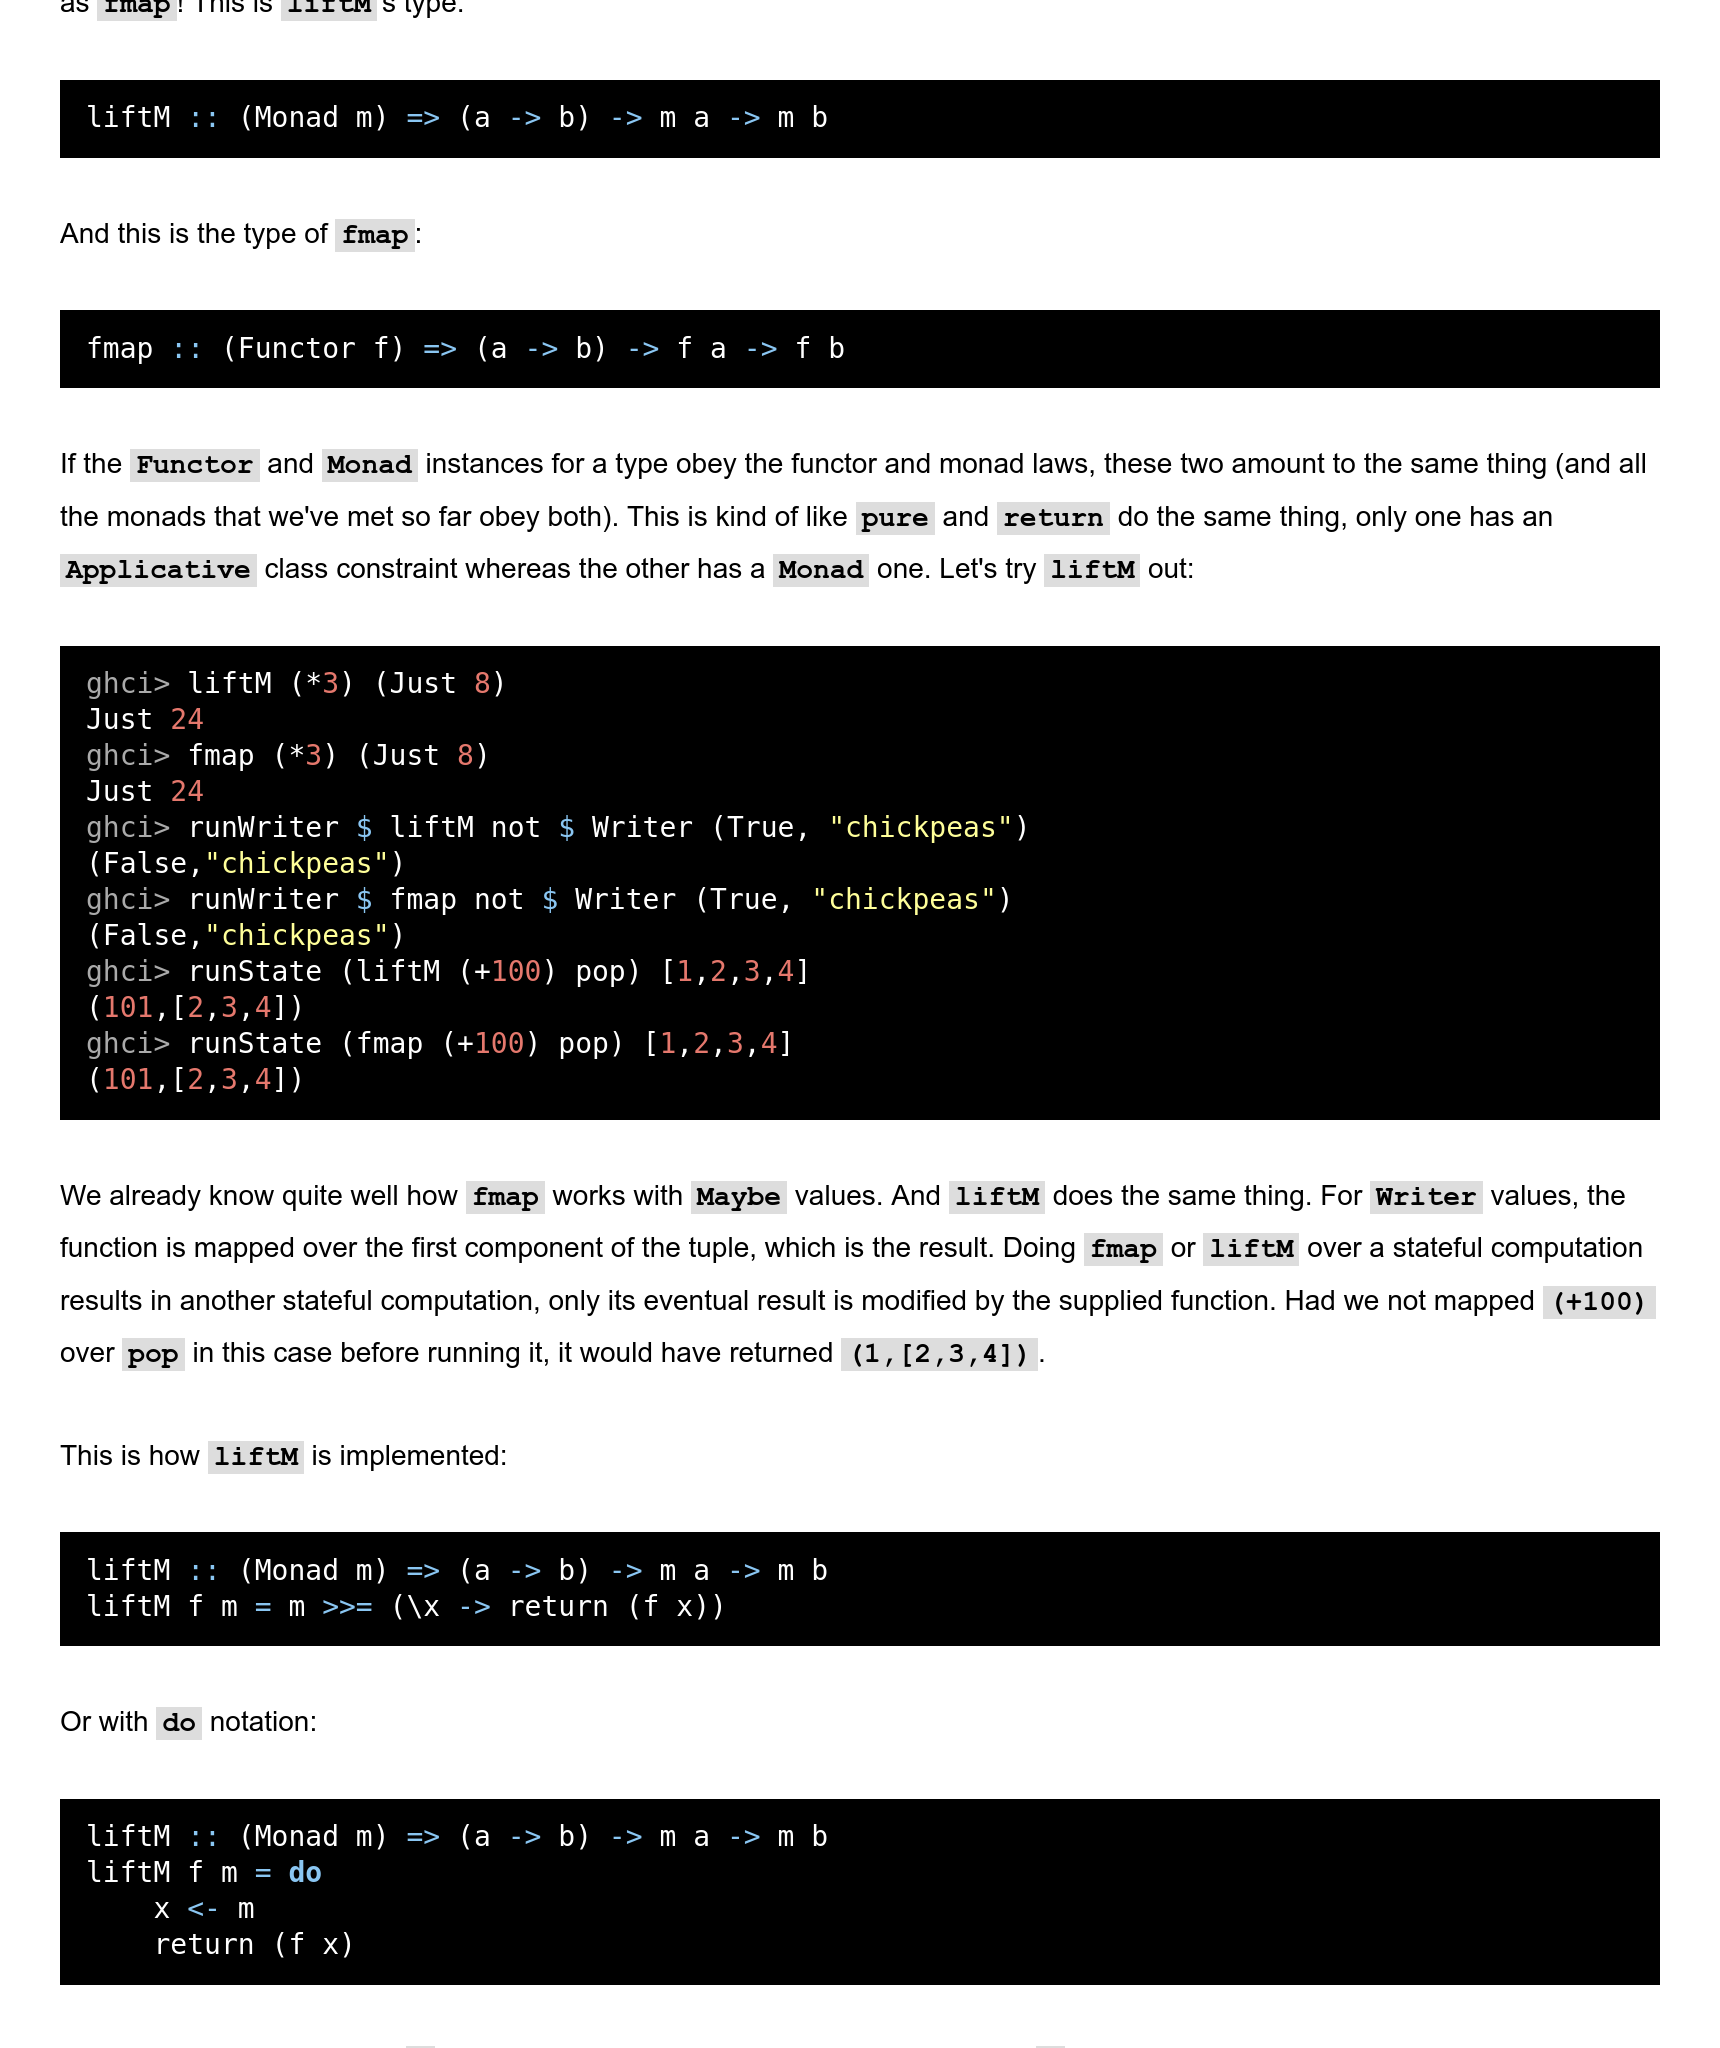 as fmap! This is liftM's type:
liftM :: (Monad m) => (a -> b) -> m a -> m b
And this is the type of fmap:
fmap :: (Functor f) => (a -> b) -> f a -> f b
If the Functor and Monad instances for a type obey the functor and monad laws, these two amount to the same thing (and all
the monads that we've met so far obey both). This is kind of like pure and return do the same thing, only one has an
Applicative class constraint whereas the other has a Monad one. Let's try liftM out:
ghci> liftM (*3) (Just 8)
Just 24
ghci> fmap (*3) (Just 8)
Just 24
ghci> runWriter $ liftM not $ Writer (True, "chickpeas")
(False,"chickpeas")
ghci> runWriter $ fmap not $ Writer (True, "chickpeas")
(False,"chickpeas")
ghci> runState (liftM (+100) pop) [1,2,3,4]
(101,[2,3,4])
ghci> runState (fmap (+100) pop) [1,2,3,4]
(101,[2,3,4])
We already know quite well how fmap works with Maybe values. And liftM does the same thing. For Writer values, the
function is mapped over the first component of the tuple, which is the result. Doing fmap or liftM over a stateful computation
results in another stateful computation, only its eventual result is modified by the supplied function. Had we not mapped (+100)
over pop in this case before running it, it would have returned (1,[2,3,4]).
This is how liftM is implemented:
liftM :: (Monad m) => (a -> b) -> m a -> m b
liftM f m = m >>= (\x -> return (f x))
Or with do notation:
liftM :: (Monad m) => (a -> b) -> m a -> m b
liftM f m = do
    x <- m
    return (f x)